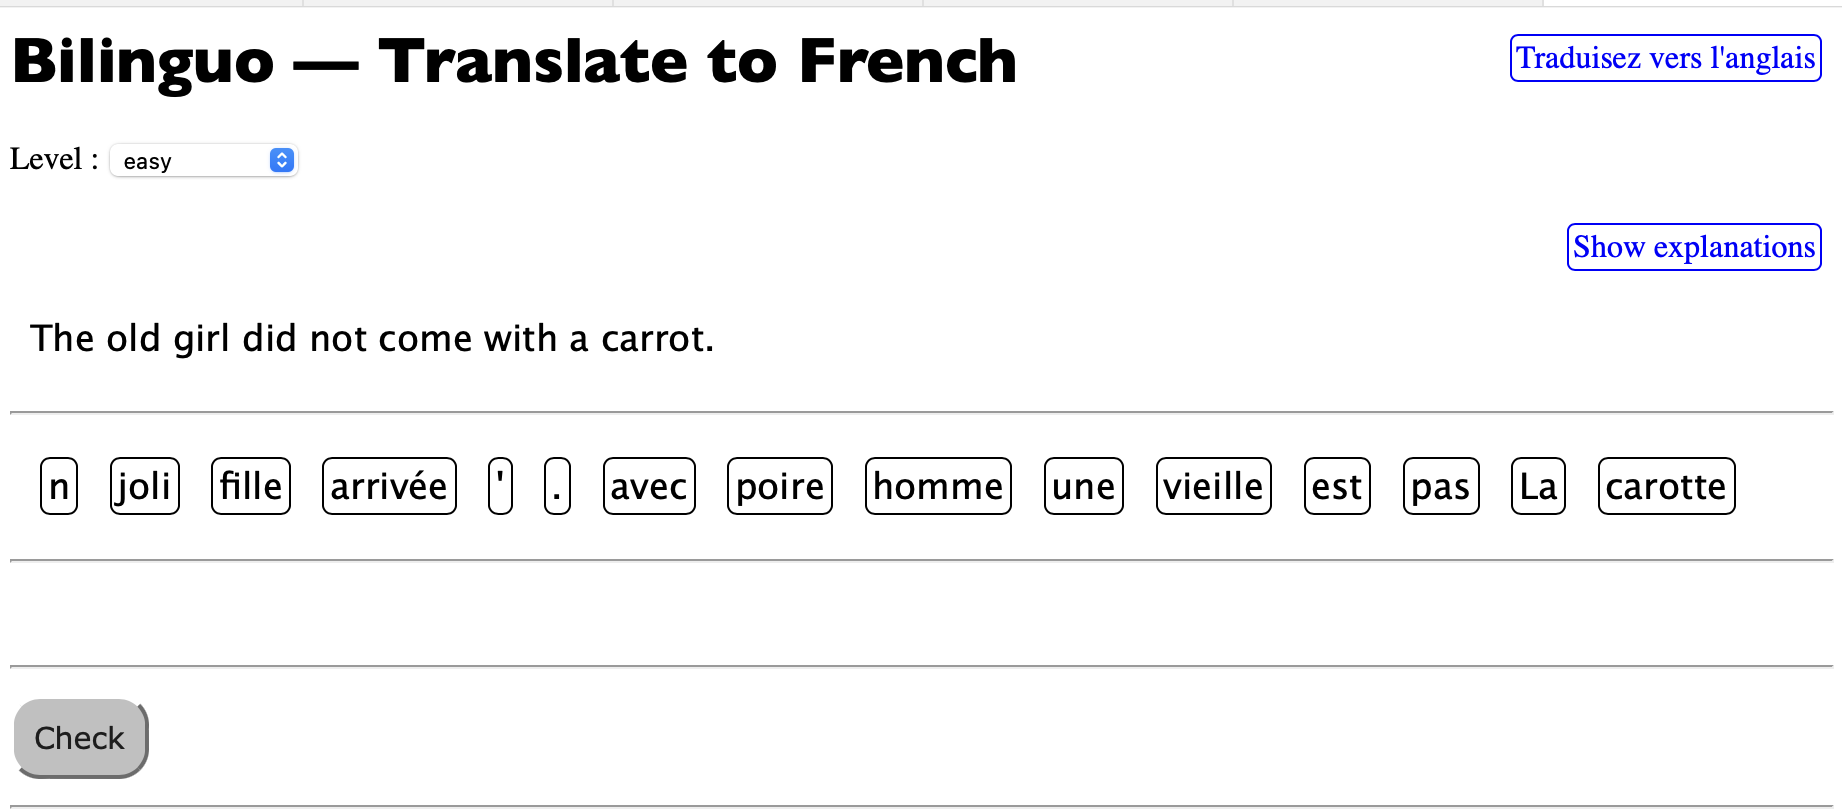 Bilinguo — Translate to French
Traduisez vers l'anglais
Level : easy
Show explanations
The old girl did not come with a carrot.
n joli fille arrivée ' . avec poire homme une vieille est pas La carotte
Check